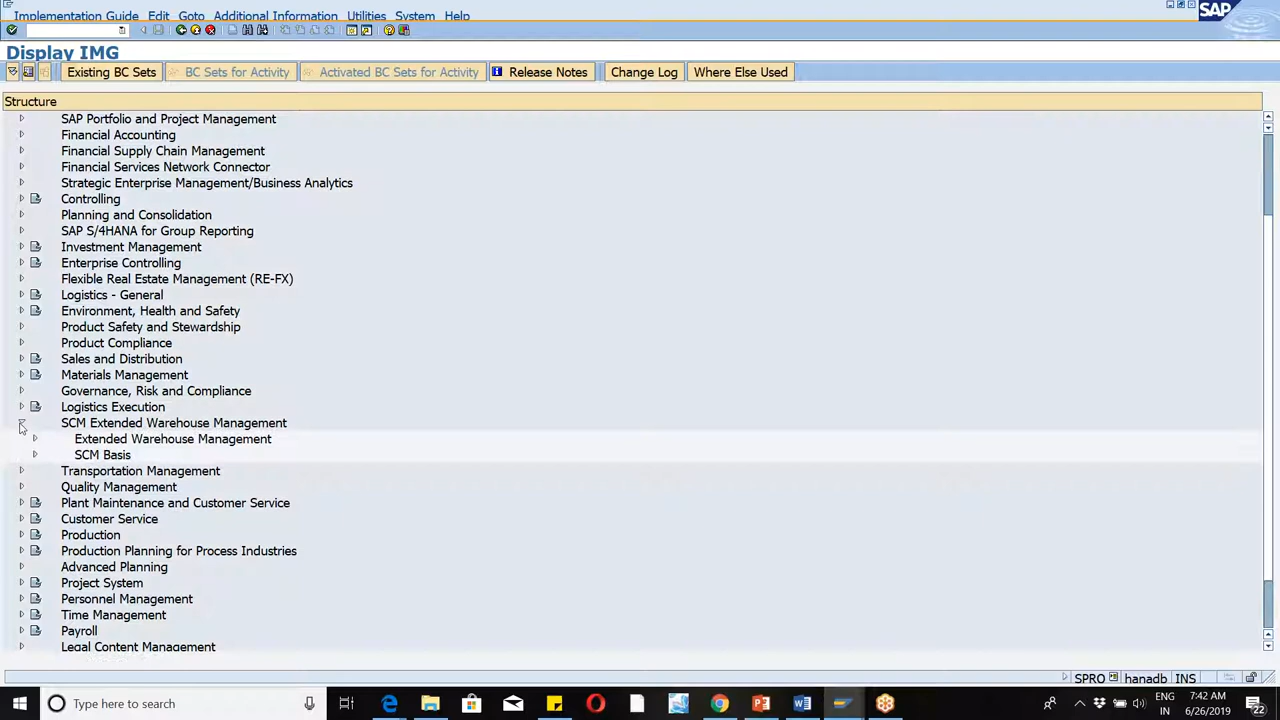 Implementation Guide Edit Goto Additional Information Utilities System Help
SAP
Display IMG
Existing BC Sets BC Sets for Activity Activated BC Sets for Activity Release Notes Change Log Where Else Used
Structure
SAP Portfolio and Project Management
Financial Accounting
Financial Supply Chain Management
Financial Services Network Connector
Strategic Enterprise Management/Business Analytics
Controlling
Planning and Consolidation
SAP S/4HANA for Group Reporting
Investment Management
Enterprise Controlling
Flexible Real Estate Management (RE-FX)
Logistics - General
Environment, Health and Safety
Product Safety and Stewardship
Product Compliance
Sales and Distribution
Materials Management
Governance, Risk and Compliance
Logistics Execution
SCM Extended Warehouse Management
Extended Warehouse Management
SCM Basis
Transportation Management
Quality Management
Plant Maintenance and Customer Service
Customer Service
Production
Production Planning for Process Industries
Advanced Planning
Project System
Personnel Management
Time Management
Payroll
Legal Content Management
SPRO hanadb INS
Type here to search
ENG 7:42 AM
IN 6/26/2019 22